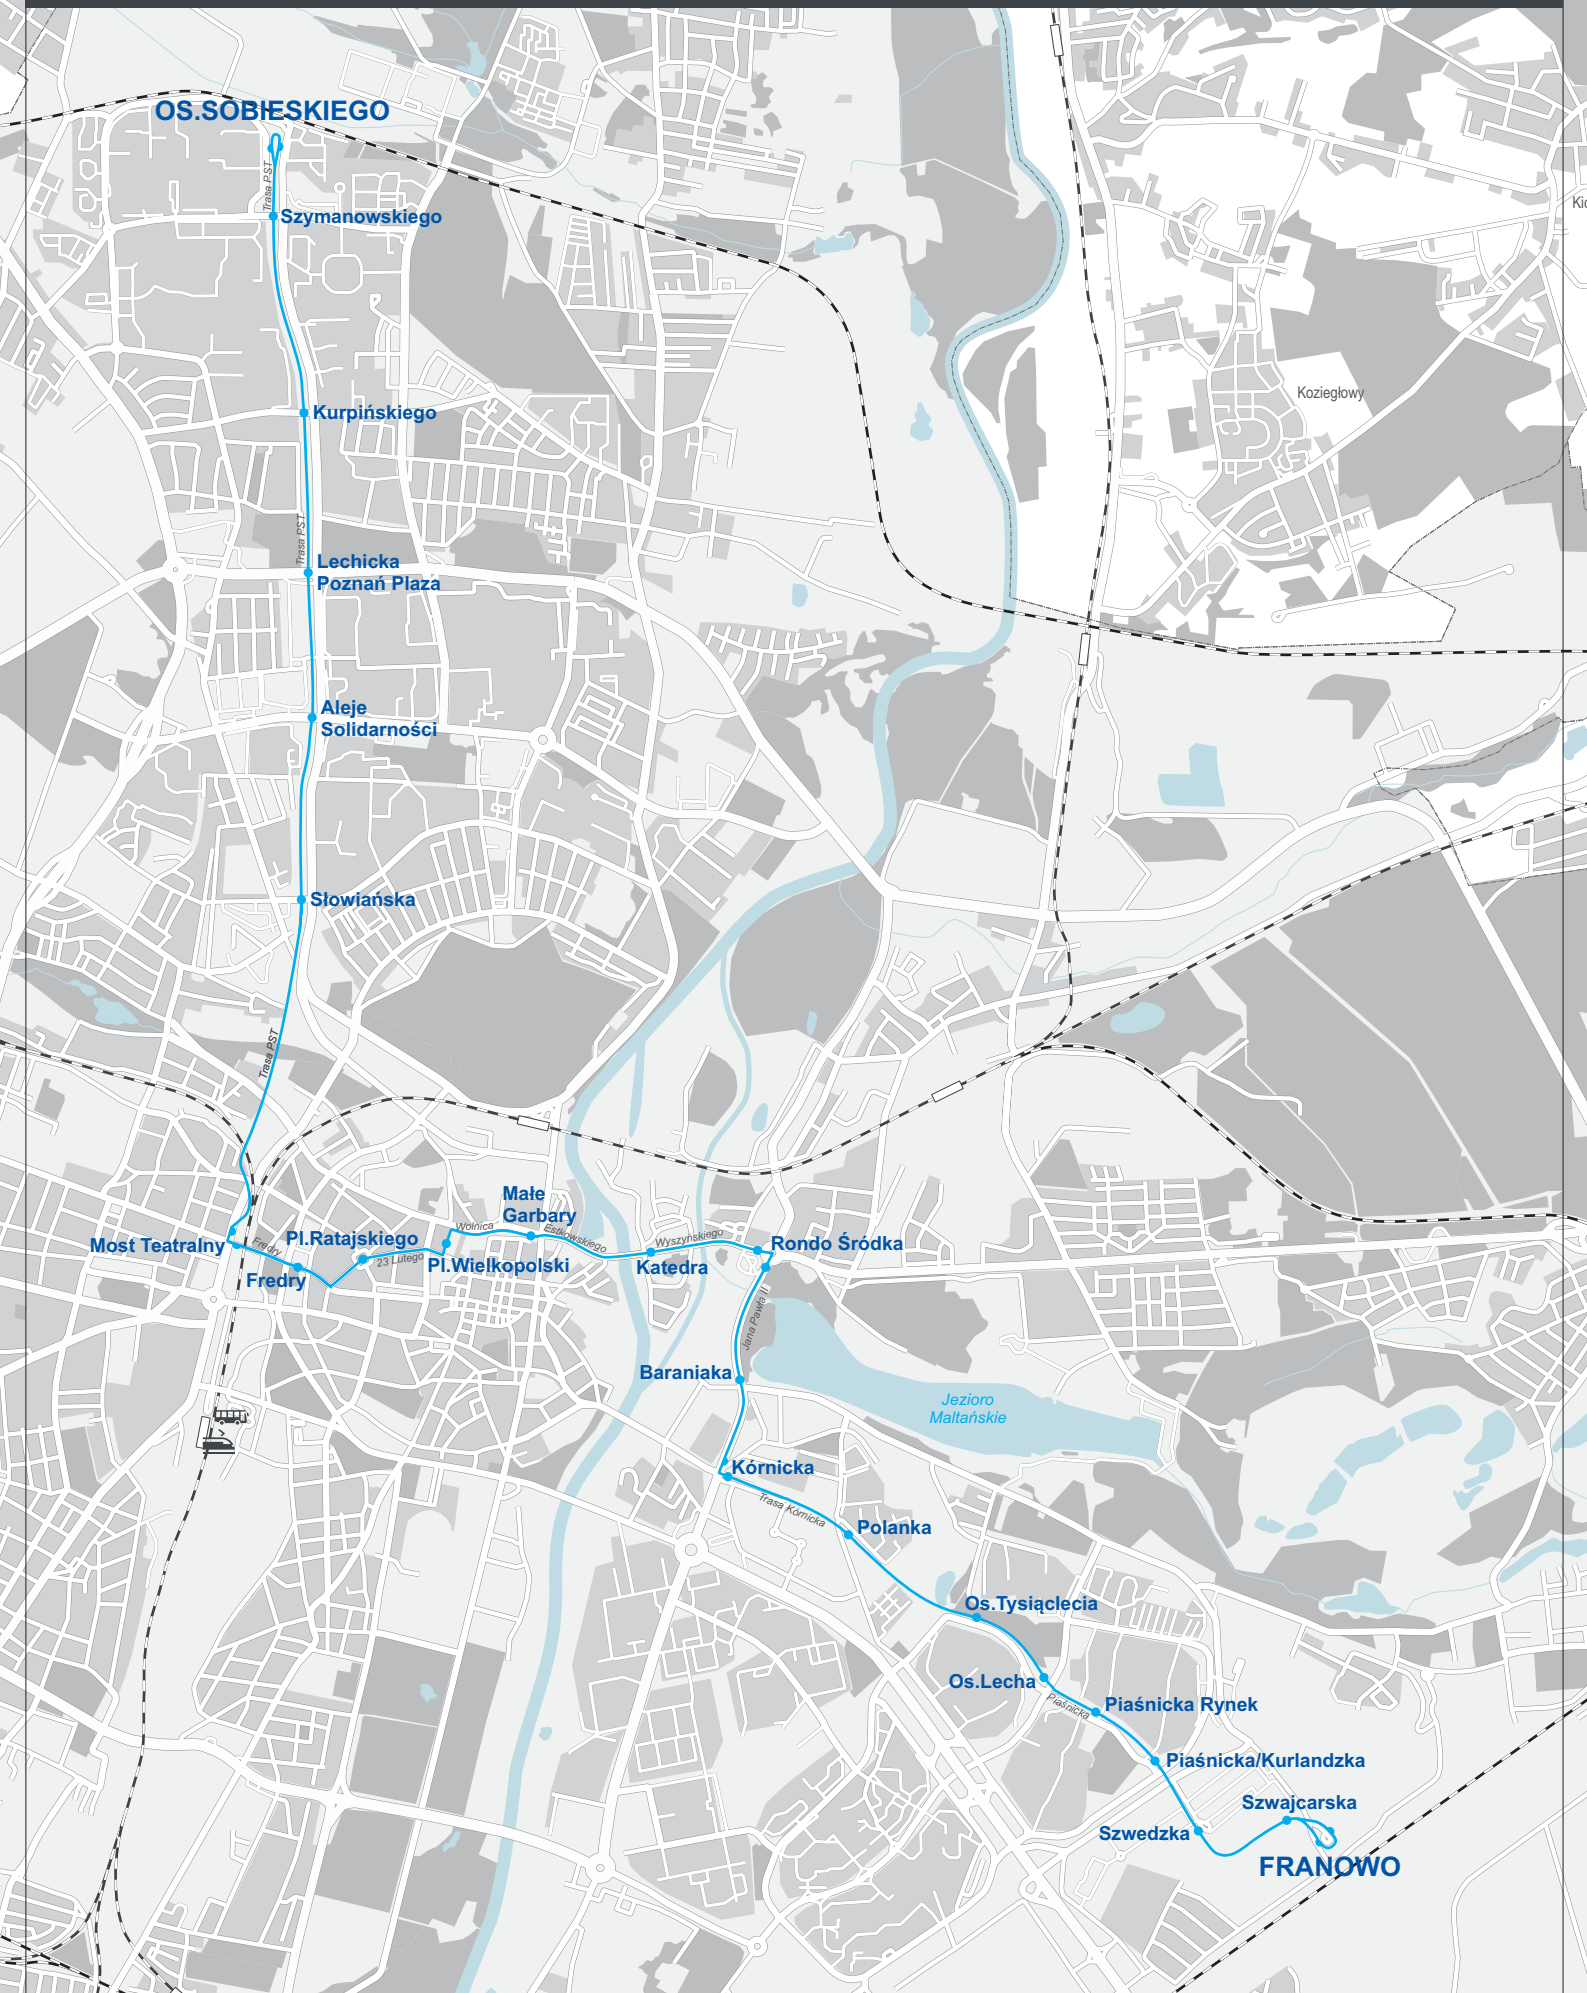 OS.SOBIESKIEGO
Trasa PST
Szymanowskiego
Kic
Koziegłowy
Kurpińskiego
Trasa PST
Lechicka
Poznań Plaza
Aleje
Solidarności
Słowiańska
Trasa PST
Małe
Garbary
Wolnica
Estkowskiego
Wyszyńskiego
Most Teatralny
Fredry
Pl.Ratajskiego
23 Lutego
Pl.Wielkopolski
Katedra
Rondo Śródka
Fredry
Jana Pawła II
Baraniaka
Jezioro
Maltańskie
Kórnicka
Trasa Kórnicka
Polanka
Os.Tysiąclecia
Os.Lecha
Piaśnicka
Piaśnicka Rynek
Piaśnicka/Kurlandzka
Szwajcarska
Szwedzka
FRANOWO